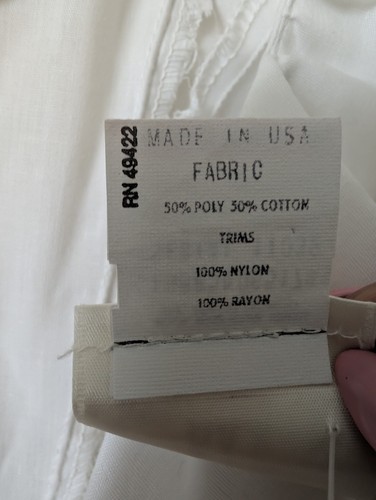 RN 49422
MADE IN USA
FABRIC
50% POLY 50% COTTON
TRIMS
100% NYLON
100% RAYON